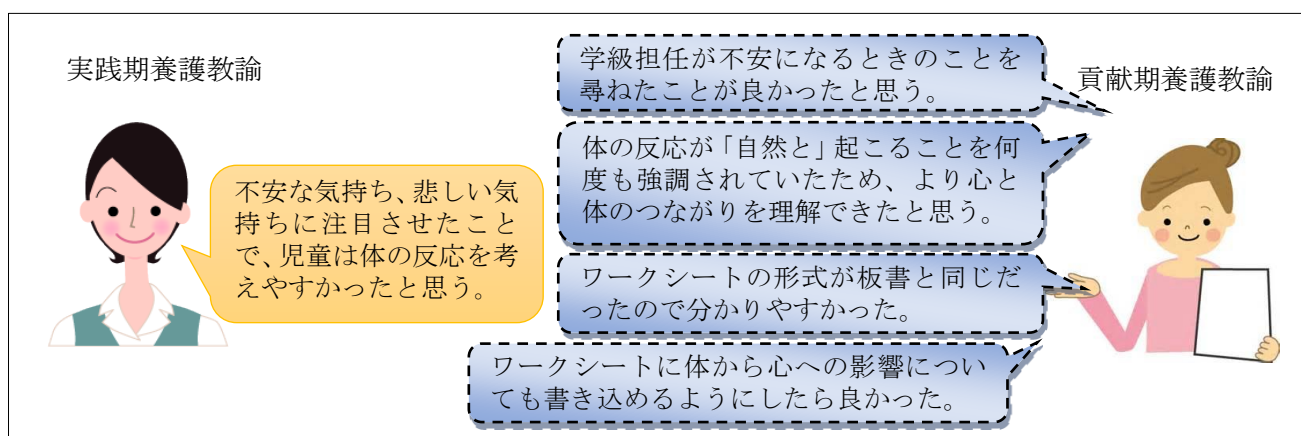 実践期養護教諭
不安な気持ち、悲しい気
持ちに注目させたこと
で、児童は体の反応を考
えやすかったと思う。
学級担任が不安になるときのことを
尋ねたことが良かったと思う。
貢献期養護教諭
体の反応が「自然と」起こることを何
度も強調されていたため、より心と
体のつながりを理解できたと思う。
ワークシートの形式が板書と同じだ
ったので分かりやすかった。
ワークシートに体から心への影響につい
ても書き込めるようにしたら良かった。